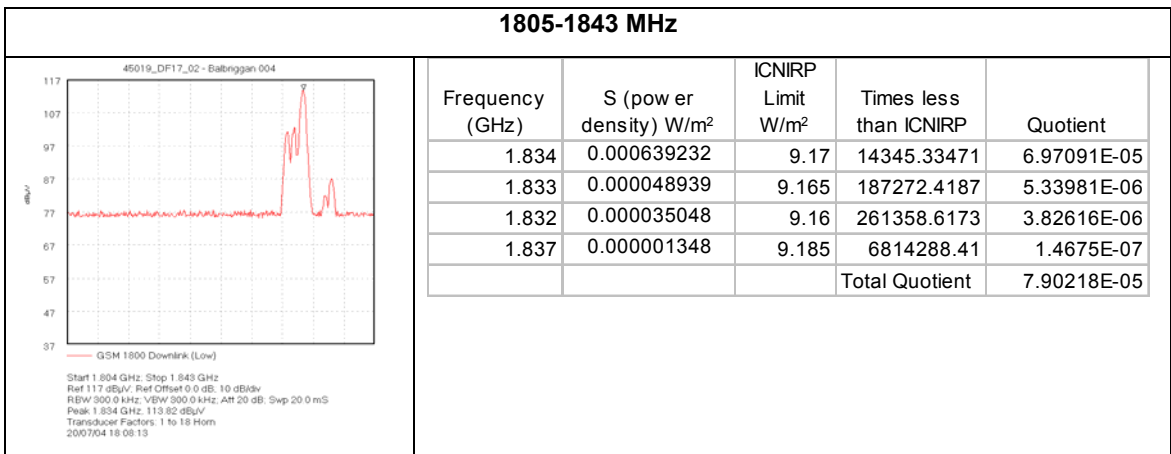 1805-1843 MHz
45019_DF17_02 - Balbriggan 004
117
107
97
87
77
67
57
47
37
dBµV
GSM 1800 Downlink (Low)
Start 1.804 GHz; Stop 1.843 GHz
Ref 117 dBµV; Ref Offset 0.0 dB; 10 dB/div
RBW 300.0 kHz; VBW 300.0 kHz; Att 20 dB; Swp 20.0 mS
Peak 1.834 GHz, 113.82 dBµV
Transducer Factors: 1 to 18 Horn
20/07/04 18:08:13
Frequency (GHz) S (pow er density) W/m² ICNIRP Limit W/m² Times less than ICNIRP Quotient
1.834 0.000639232 9.17 14345.33471 6.97091E-05
1.833 0.000048939 9.165 187272.4187 5.33981E-06
1.832 0.000035048 9.16 261358.6173 3.82616E-06
1.837 0.000001348 9.185 6814288.41 1.4675E-07
Total Quotient 7.90218E-05